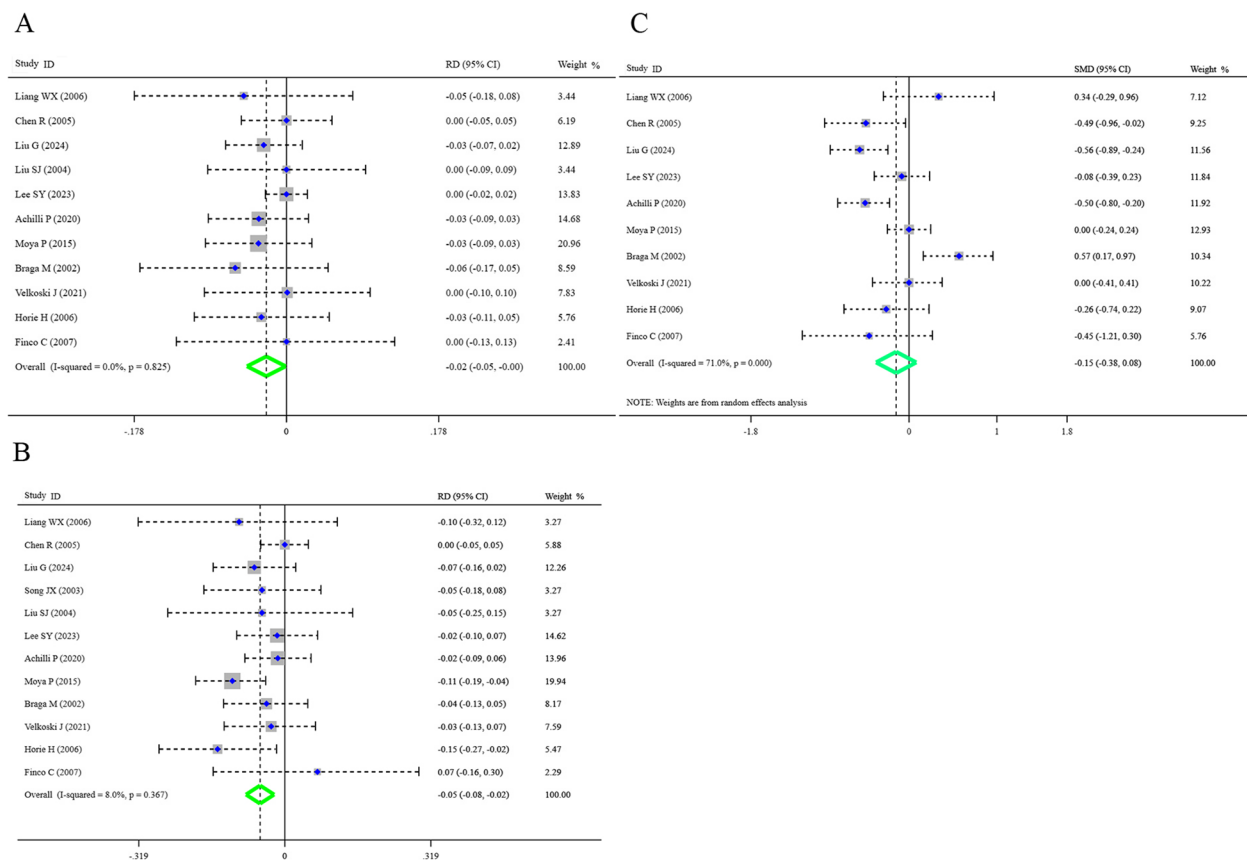 A
Study ID RD (95% CI) Weight %
Liang WX (2006) -0.05 (-0.18, 0.08) 3.44
Chen R (2005) 0.00 (-0.05, 0.05) 6.19
Liu G (2024) -0.03 (-0.07, 0.02) 12.89
Liu SJ (2004) 0.00 (-0.09, 0.09) 3.44
Lee SY (2023) 0.00 (-0.02, 0.02) 13.83
Achilli P (2020) -0.03 (-0.09, 0.03) 14.68
Moya P (2015) -0.03 (-0.09, 0.03) 20.96
Braga M (2002) -0.06 (-0.17, 0.05) 8.59
Velkoski J (2021) 0.00 (-0.10, 0.10) 7.83
Horie H (2006) -0.03 (-0.11, 0.05) 5.76
Finco C (2007) 0.00 (-0.13, 0.13) 2.41
Overall (I-squared = 0.0%, p = 0.825) -0.02 (-0.05, -0.00) 100.00
-.178 0 .178
B
Study ID RD (95% CI) Weight %
Liang WX (2006) -0.10 (-0.32, 0.12) 3.27
Chen R (2005) 0.00 (-0.05, 0.05) 5.88
Liu G (2024) -0.07 (-0.16, 0.02) 12.26
Song JX (2003) -0.05 (-0.18, 0.08) 3.27
Liu SJ (2004) -0.05 (-0.25, 0.15) 3.27
Lee SY (2023) -0.02 (-0.10, 0.07) 14.62
Achilli P (2020) -0.02 (-0.09, 0.06) 13.96
Moya P (2015) -0.11 (-0.19, -0.04) 19.94
Braga M (2002) -0.04 (-0.13, 0.05) 8.17
Velkoski J (2021) -0.03 (-0.13, 0.07) 7.59
Horie H (2006) -0.15 (-0.27, -0.02) 5.47
Finco C (2007) 0.07 (-0.16, 0.30) 2.29
Overall (I-squared = 8.0%, p = 0.367) -0.05 (-0.08, -0.02) 100.00
-.319 0 .319
C
Study ID SMD (95% CI) Weight %
Liang WX (2006) 0.34 (-0.29, 0.96) 7.12
Chen R (2005) -0.49 (-0.96, -0.02) 9.25
Liu G (2024) -0.56 (-0.89, -0.24) 11.56
Lee SY (2023) -0.08 (-0.39, 0.23) 11.84
Achilli P (2020) -0.50 (-0.80, -0.20) 11.92
Moya P (2015) 0.00 (-0.24, 0.24) 12.93
Braga M (2002) 0.57 (0.17, 0.97) 10.34
Velkoski J (2021) 0.00 (-0.41, 0.41) 10.22
Horie H (2006) -0.26 (-0.74, 0.22) 9.07
Finco C (2007) -0.45 (-1.21, 0.30) 5.76
Overall (I-squared = 71.0%, p = 0.000) -0.15 (-0.38, 0.08) 100.00
NOTE: Weights are from random effects analysis
-1.8 0 1 1.8